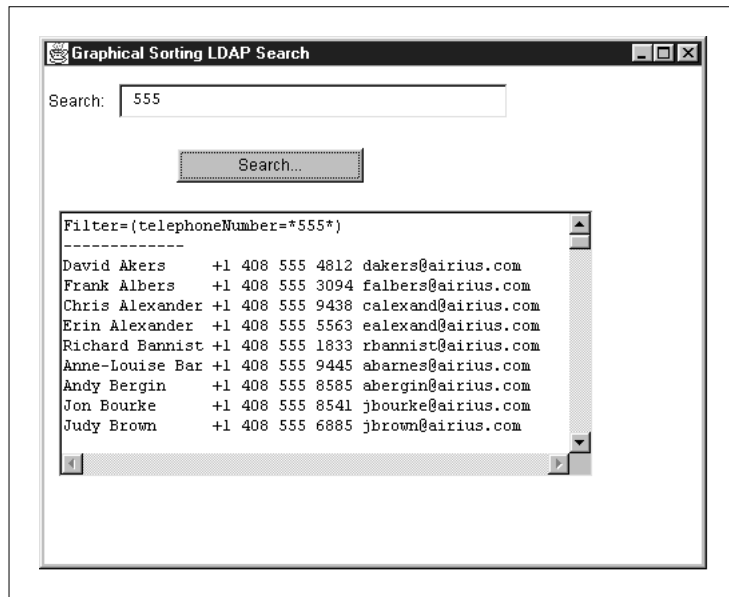 Graphical Sorting LDAP Search
Search: 555
Search...
Filter=(telephoneNumber=*555*)
-------------
David Akers +1 408 555 4812 dakers@airius.com
Frank Albers +1 408 555 3094 falbers@airius.com
Chris Alexander +1 408 555 9438 calexand@airius.com
Erin Alexander +1 408 555 5563 ealexand@airius.com
Richard Bannist +1 408 555 1833 rbannist@airius.com
Anne-Louise Bar +1 408 555 9445 abarnes@airius.com
Andy Bergin +1 408 555 8585 abergin@airius.com
Jon Bourke +1 408 555 8541 jbourke@airius.com
Judy Brown +1 408 555 6885 jbrown@airius.com